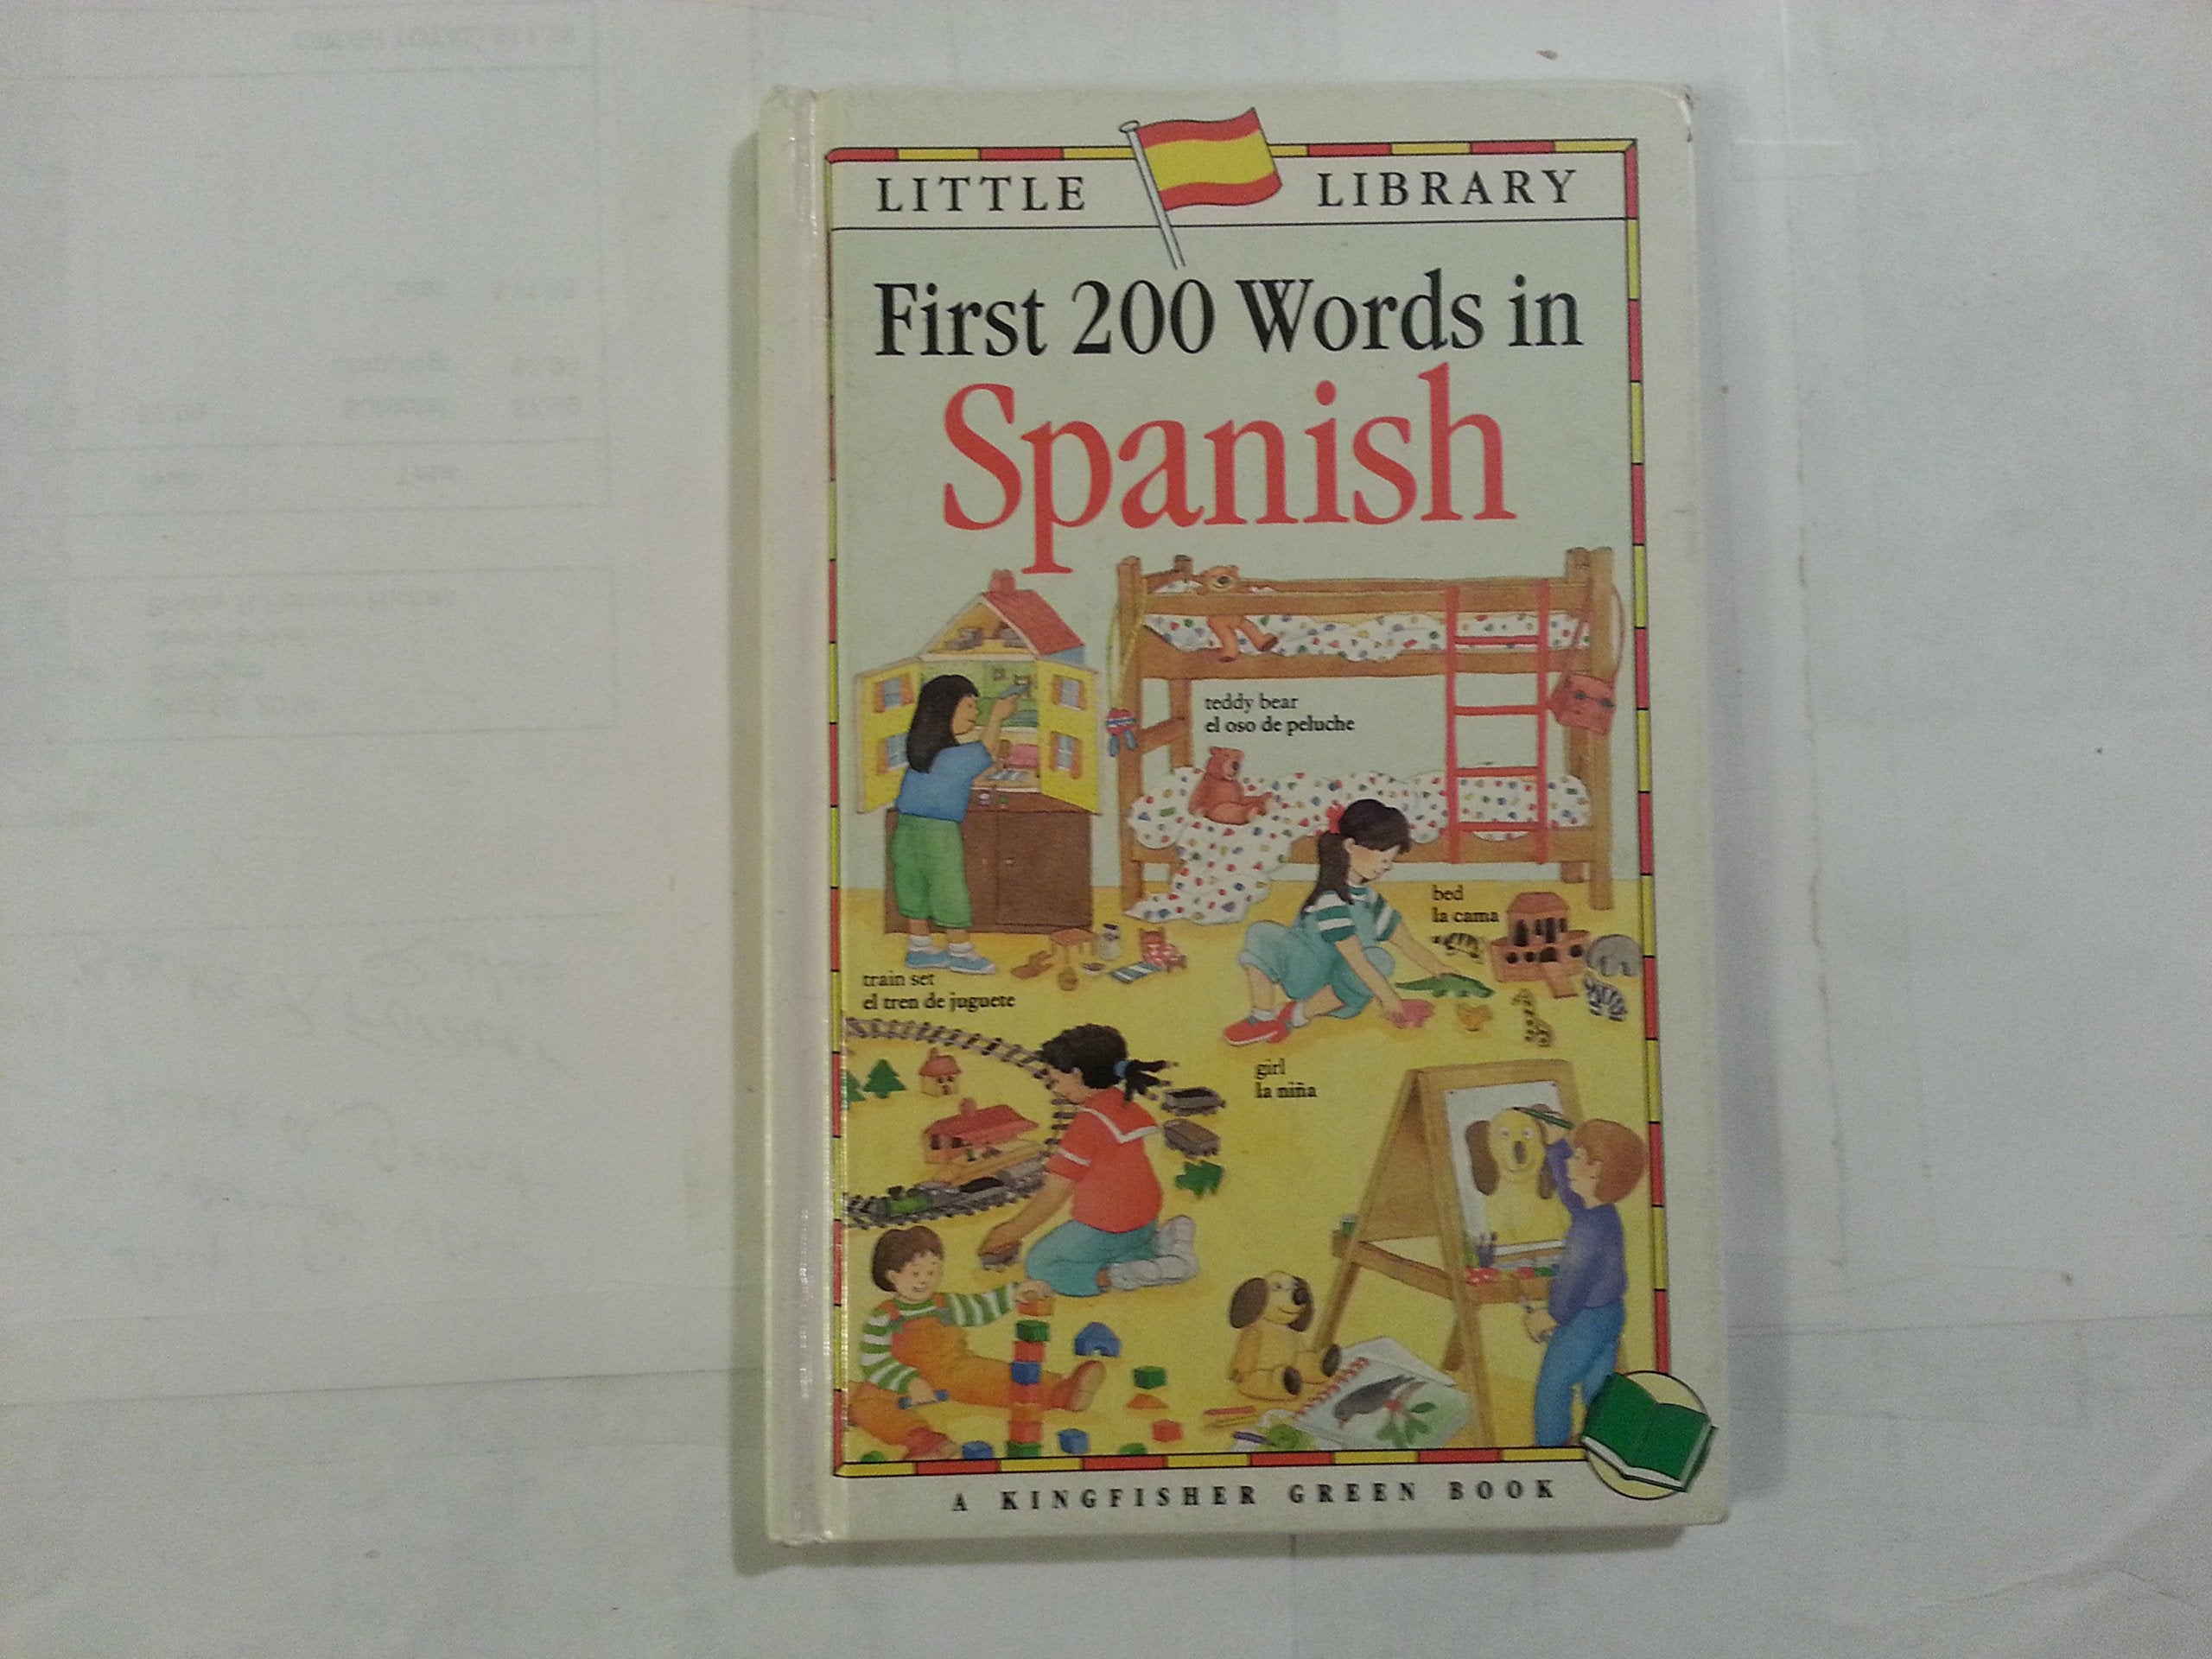 LITTLE LIBRARY
First 200 Words in
Spanish
teddy bear
el oso de peluche
bed
la cama
train set
el tren de juguete
girl
la niña
A KINGFISHER GREEN BOOK